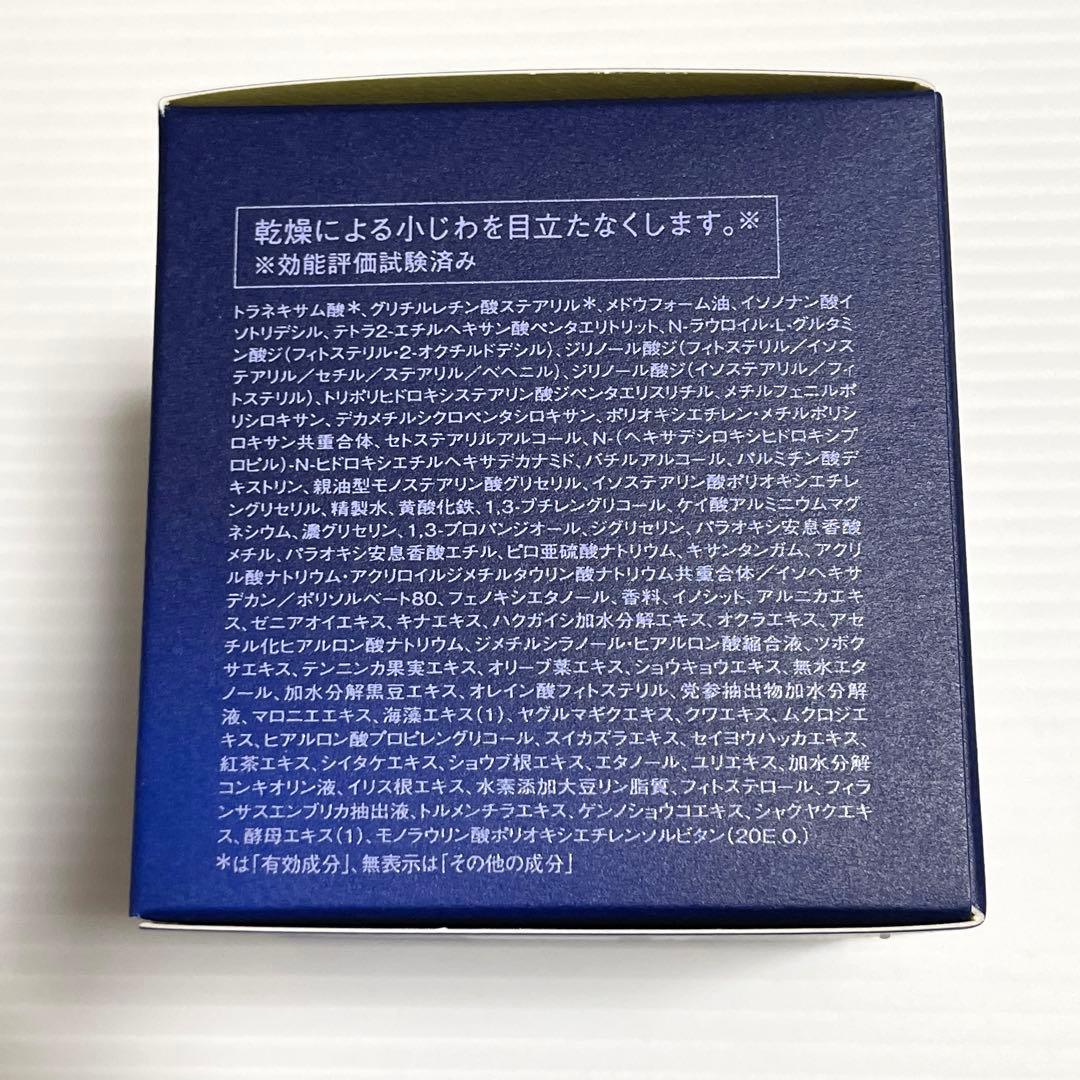 乾燥による小じわを目立たなくします。※
※効能評価試験済み
トラネキサム酸*、グリチルレチン酸ステアリル*、メドウフォーム油、イソノナン酸イ
ソトリデシル、テトラ2-エチルヘキサン酸ペンタエリトリット、N-ラウロイル-L-グルタミ
ン酸ジ(フィトステリル・2-オクチルドデシル)、ジリノール酸ジ(フィトステリル/イソス
テアリル/セチル/ステアリル/ベヘニル)、ジリノール酸ジ(イソステアリル/フィ
トステリル)、トリポリヒドロキシステアリン酸ジペンタエリスリチル、メチルフェニルポ
リシロキサン、デカメチルシクロペンタシロキサン、ポリオキシエチレン・メチルポリシ
ロキサン共重合体、セトステアリルアルコール、N-(ヘキサデシロキシヒドロキシプ
ロピル)-N-ヒドロキシエチルヘキサデカナミド、バチルアルコール、パルミチン酸デ
キストリン、親油型モノステアリン酸グリセリル、イソステアリン酸ポリオキシエチレ
ングリセリル、精製水、黄酸化鉄、1,3-ブチレングリコール、ケイ酸アルミニウムマグ
ネシウム、濃グリセリン、1,3-プロパンジオール、ジグリセリン、パラオキシ安息香酸
メチル、パラオキシ安息香酸エチル、ピロ亜硫酸ナトリウム、キサンタンガム、アクリ
ル酸ナトリウム・アクリロイルジメチルタウリン酸ナトリウム共重合体/イソヘキサ
デカン/ポリソルベート80、フェノキシエタノール、香料、イノシット、アルニカエキ
ス、ゼニアオイエキス、キナエキス、ハクガイシ加水分解エキス、オクラエキス、アセ
チル化ヒアルロン酸ナトリウム、ジメチルシラノール・ヒアルロン酸縮合液、ツボク
サエキス、テンニンカ果実エキス、オリーブ葉エキス、ショウキョウエキス、無水エタ
ノール、加水分解黒豆エキス、オレイン酸フィトステリル、党参抽出物加水分解
液、マロニエエキス、海藻エキス(1)、ヤグルマギクエキス、クワエキス、ムクロジエ
キス、ヒアルロン酸プロピレングリコール、スイカズラエキス、セイヨウハッカエキス、
紅茶エキス、シイタケエキス、ショウブ根エキス、エタノール、ユリエキス、加水分解
コンキオリン液、イリス根エキス、水素添加大豆リン脂質、フィトステロール、フィラ
ンサスエンブリカ抽出液、トルメンチラエキス、ゲンノショウコエキス、シャクヤクエキ
ス、酵母エキス(1)、モノラウリン酸ポリオキシエチレンソルビタン(20E.O.)
*は「有効成分」、無表示は「その他の成分」